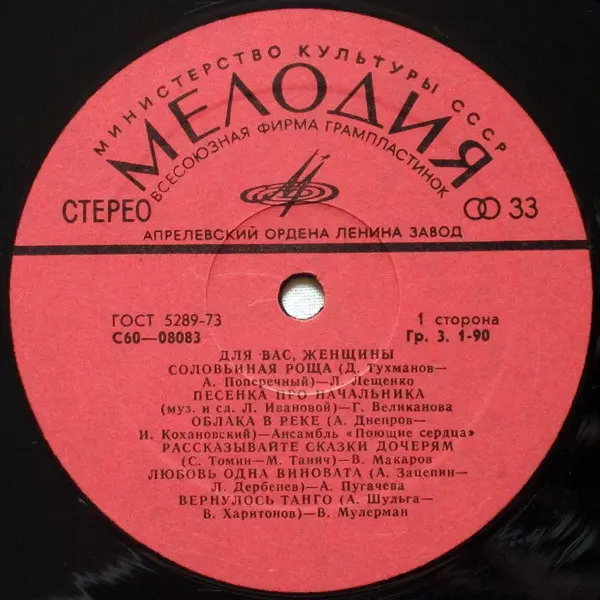 МИНИСТЕРСТВО КУЛЬТУРЫ СССР
МЕЛОДИЯ
ВСЕСОЮЗНАЯ ФИРМА ГРАМПЛАСТИНОК
СТЕРЕО
33
АПРЕЛЕВСКИЙ ОРДЕНА ЛЕНИНА ЗАВОД
ГОСТ 5289-73
1 сторона
С60—08083
Гр. 3. 1-90
ДЛЯ ВАС, ЖЕНЩИНЫ
СОЛОВЬИНАЯ РОЩА (Д. Тухманов—
А. Поперечный)—Л. Лещенко
ПЕСЕНКА ПРО НАЧАЛЬНИКА
(муз. и сл. Л. Ивановой)—Г. Великанова
ОБЛАКА В РЕКЕ (А. Днепров—
И. Кохановский)—Ансамбль «Поющие сердца»
РАССКАЗЫВАЙТЕ СКАЗКИ ДОЧЕРЯМ
(С. Томин—М. Танич)—В. Макаров
ЛЮБОВЬ ОДНА ВИНОВАТА (А. Зацепин—
Л. Дербенев)—А. Пугачева
ВЕРНУЛОСЬ ТАНГО (А. Шульга—
В. Харитонов)—В. Мулерман